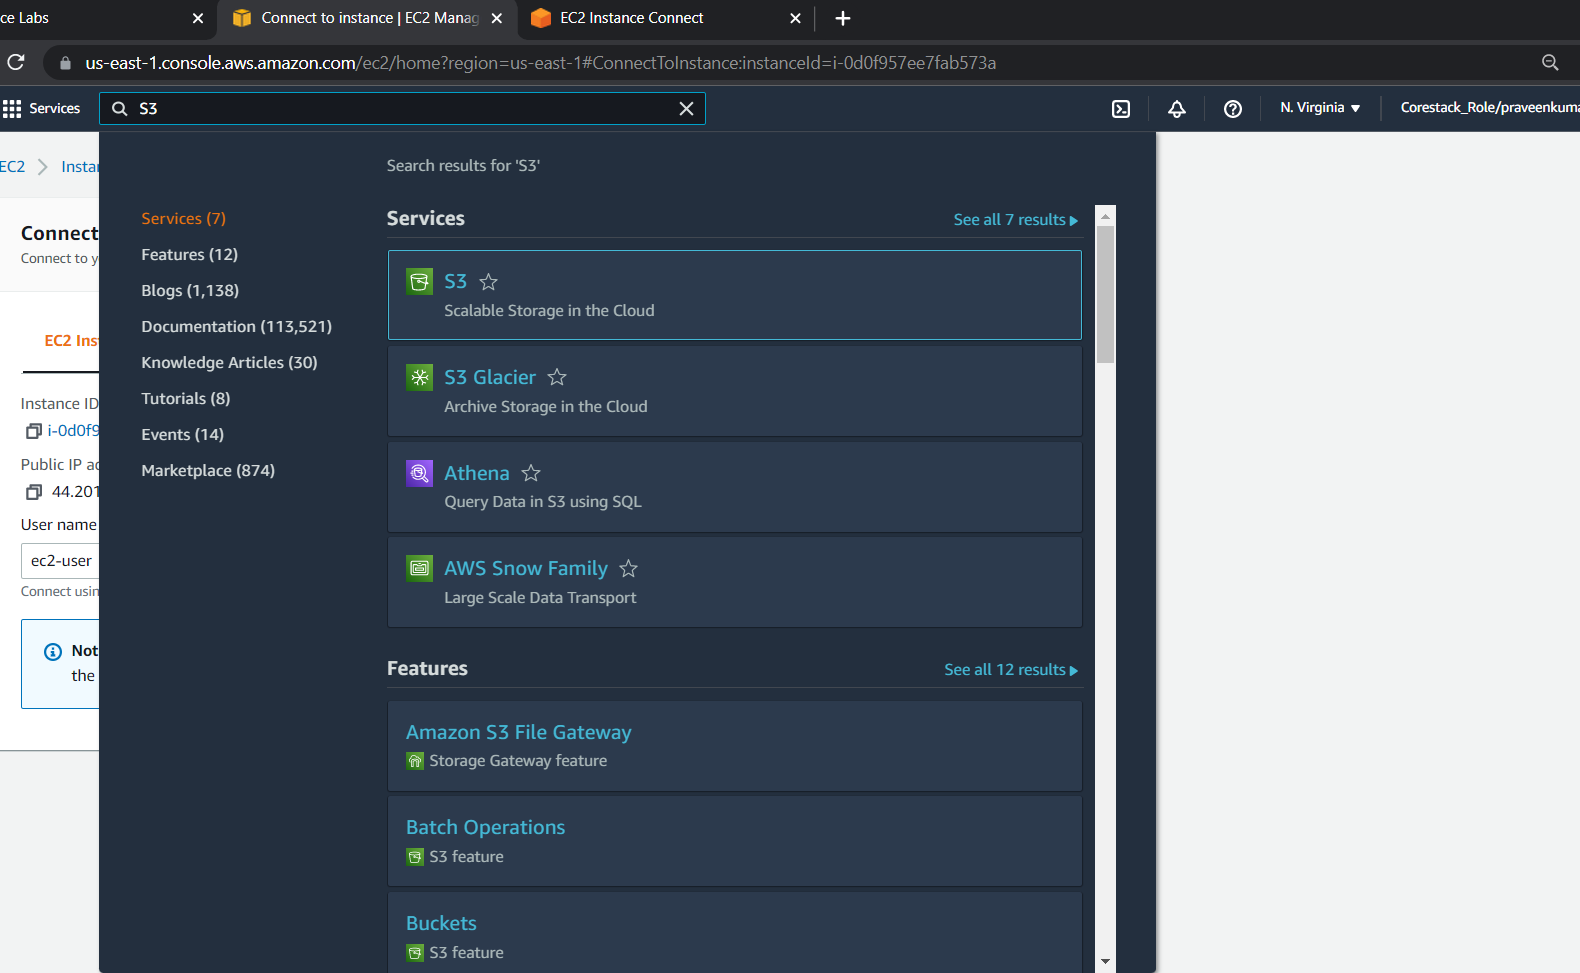 ce Labs
Connect to instance | EC2 Manag
EC2 Instance Connect
us-east-1.console.aws.amazon.com/ec2/home?region=us-east-1#ConnectToInstance:instanceId=i-0d0f957ee7fab573a
Services
S3
N. Virginia
Corestack_Role/praveenkuma
EC2
Instan
Connect
Connect to y
EC2 Ins
Instance ID
i-0d0f9
Public IP ad
44.201
User name
ec2-user
Connect usin
Not
the
Search results for 'S3'
Services (7)
Features (12)
Blogs (1,138)
Documentation (113,521)
Knowledge Articles (30)
Tutorials (8)
Events (14)
Marketplace (874)
Services
See all 7 results
S3
Scalable Storage in the Cloud
S3 Glacier
Archive Storage in the Cloud
Athena
Query Data in S3 using SQL
AWS Snow Family
Large Scale Data Transport
Features
See all 12 results
Amazon S3 File Gateway
Storage Gateway feature
Batch Operations
S3 feature
Buckets
S3 feature